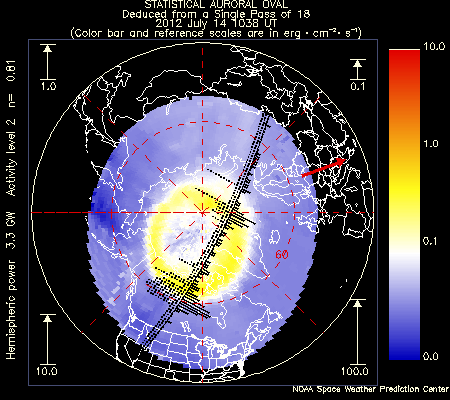 STATISTICAL AURORAL OVAL
Deduced from a Single Pass of 18
2012 July 14 1038 UT
(Color bar and reference scales are in erg · cm⁻² · s⁻¹)
Hemispheric power 3.3 GW Activity level 2 n= 0.81
1.0
0.1
10.0
100.0
60
10.0
1.0
0.1
0.0
NOAA Space Weather Prediction Center